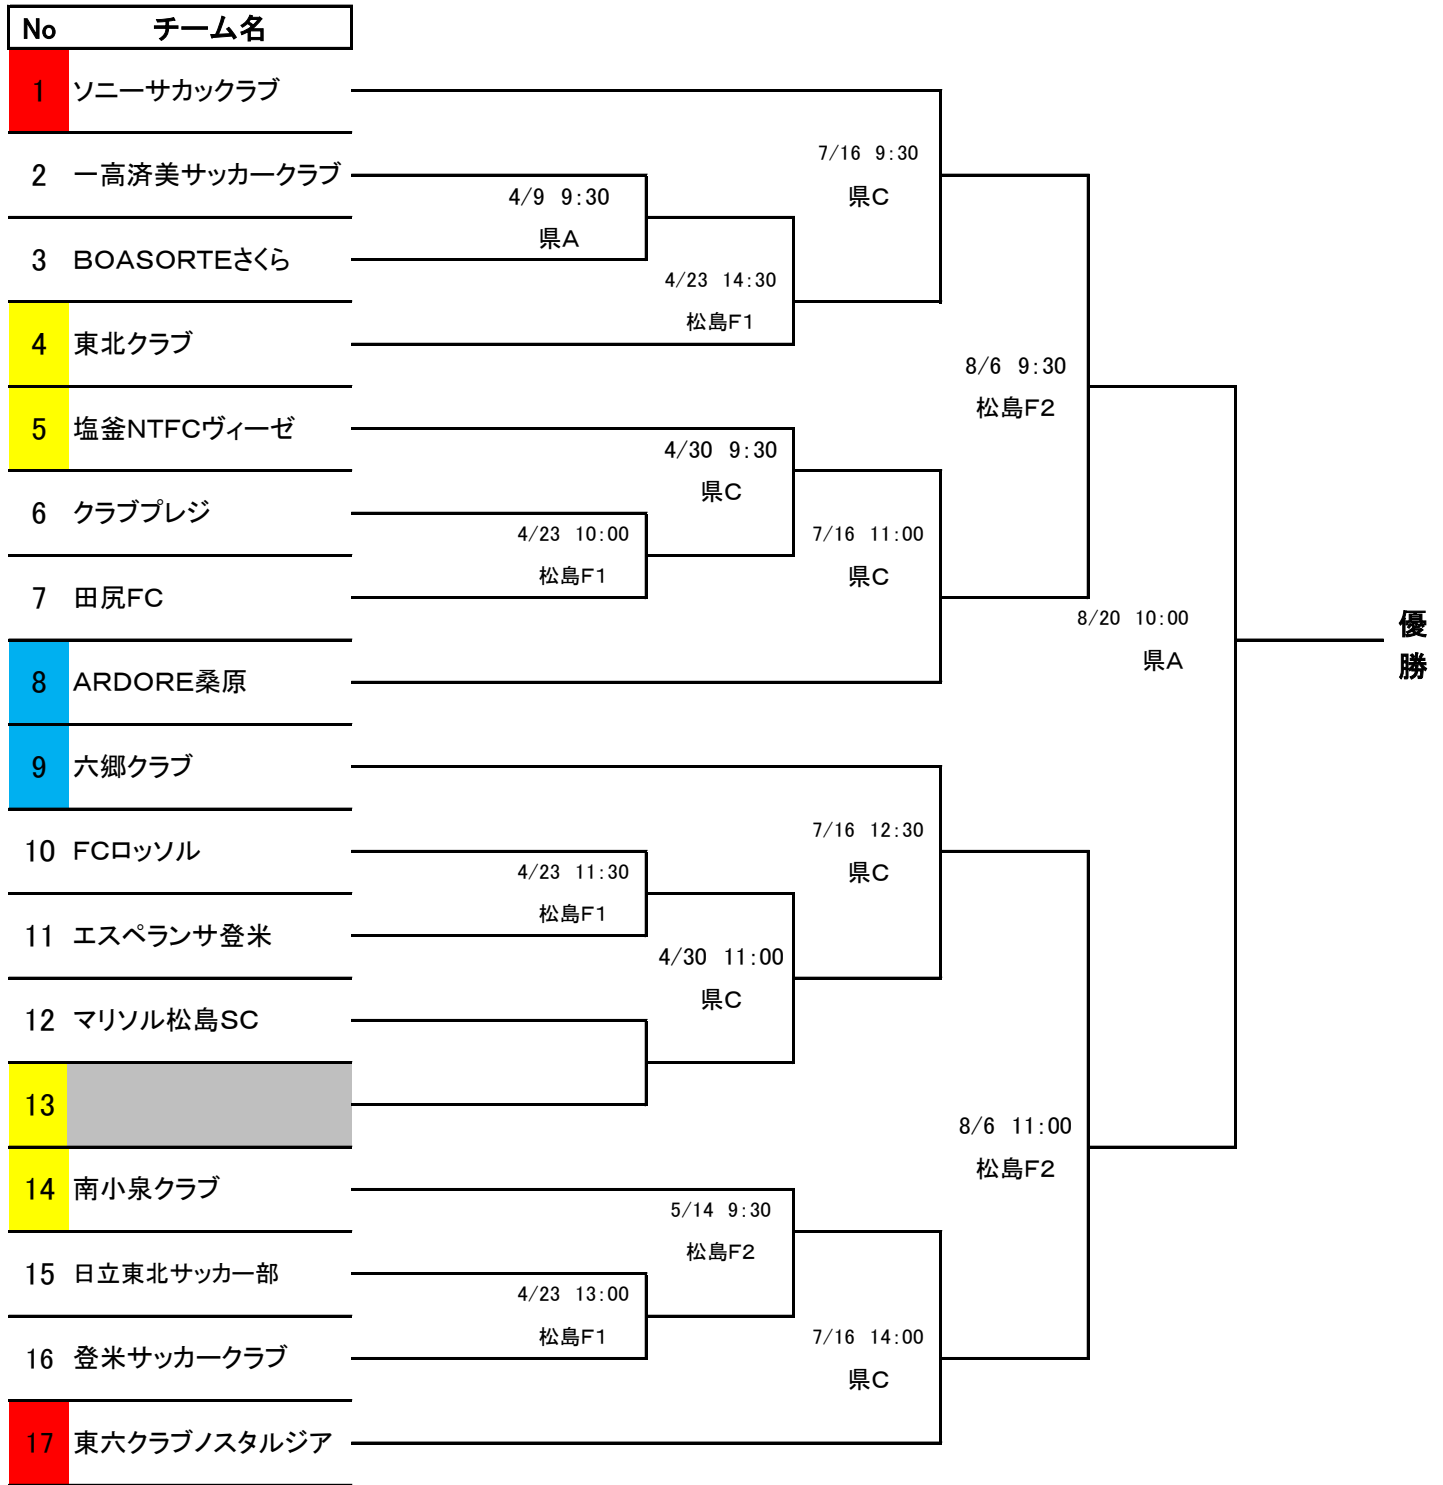 No チーム名
1 ソニーサカックラブ
7/16 9:30
2 一高済美サッカークラブ
4/9 9:30
県C
県A
3 BOASORTEさくら
4/23 14:30
松島F1
4 東北クラブ
8/6 9:30
松島F2
5 塩釜NTFCヴィーゼ
4/30 9:30
県C
6 クラブプレジ
4/23 10:00
7/16 11:00
松島F1
県C
7 田尻FC
8/20 10:00
優
県A
勝
8 ARDORE桑原
9 六郷クラブ
7/16 12:30
10 FCロッソル
4/23 11:30
県C
松島F1
11 エスペランサ登米
4/30 11:00
県C
12 マリソル松島SC
13
8/6 11:00
松島F2
14 南小泉クラブ
5/14 9:30
松島F2
15 日立東北サッカー部
4/23 13:00
松島F1
7/16 14:00
16 登米サッカークラブ
県C
17 東六クラブノスタルジア